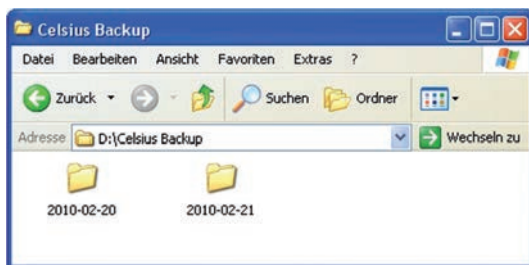 Celsius Backup
Datei Bearbeiten Ansicht Favoriten Extras ?
Zurück Suchen Ordner
Adresse D:\Celsius Backup Wechseln zu
2010-02-20 2010-02-21